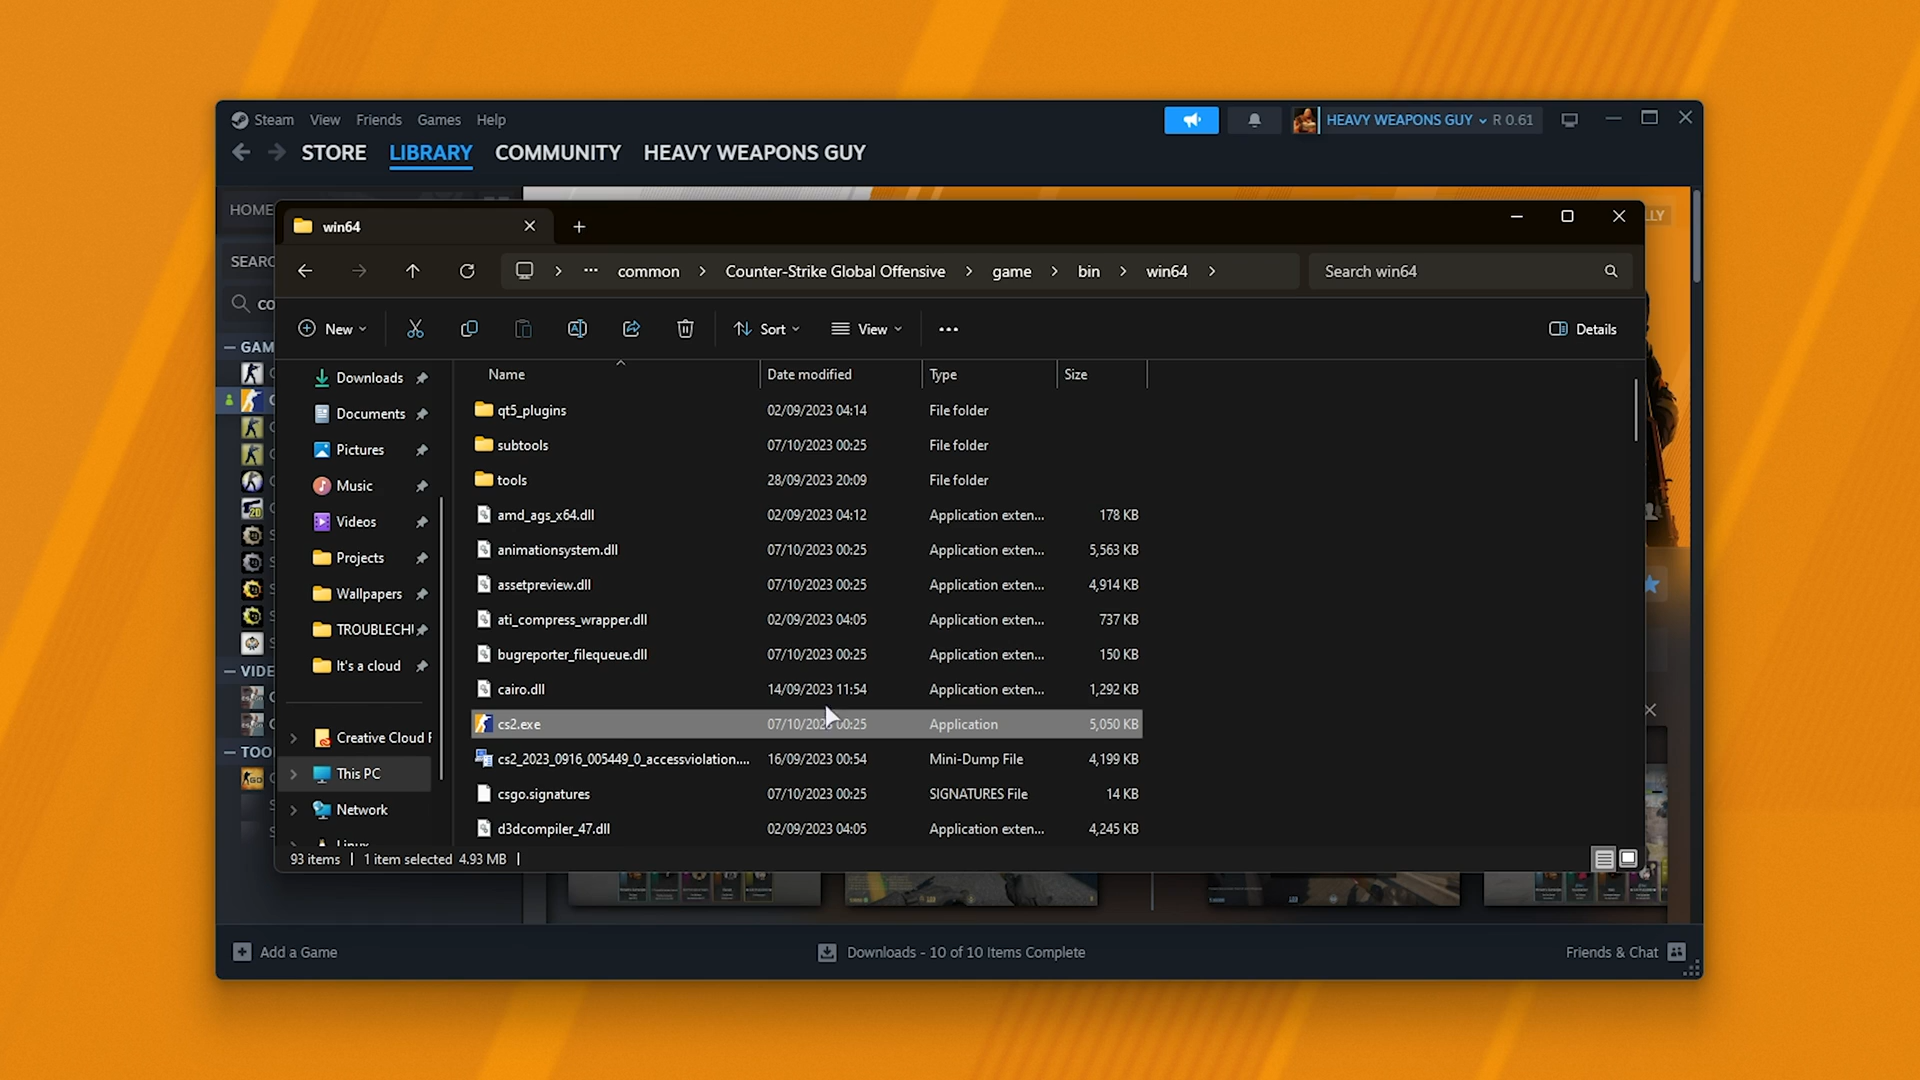 Steam View Friends Games Help HEAVY WEAPONS GUY R 0.61
STORE LIBRARY COMMUNITY HEAVY WEAPONS GUY
HOME
LLY
win64
SEARC
common Counter-Strike Global Offensive game bin win64 Search win64
co
New Sort View Details
GAM
Name Date modified Type Size
Downloads
Documents
Pictures
Music
Videos
Projects
Wallpapers
TROUBLECH
It's a cloud
Creative Cloud F
This PC
Network
Linux
qt5_plugins 02/09/2023 04:14 File folder
subtools 07/10/2023 00:25 File folder
tools 28/09/2023 20:09 File folder
amd_ags_x64.dll 02/09/2023 04:12 Application exten... 178 KB
animationsystem.dll 07/10/2023 00:25 Application exten... 5,563 KB
assetpreview.dll 07/10/2023 00:25 Application exten... 4,914 KB
ati_compress_wrapper.dll 02/09/2023 04:05 Application exten... 737 KB
bugreporter_filequeue.dll 07/10/2023 00:25 Application exten... 150 KB
cairo.dll 14/09/2023 11:54 Application exten... 1,292 KB
cs2.exe 07/10/2023 00:25 Application 5,050 KB
cs2_2023_0916_005449_0_accessviolation.... 16/09/2023 00:54 Mini-Dump File 4,199 KB
csgo.signatures 07/10/2023 00:25 SIGNATURES File 14 KB
d3dcompiler_47.dll 02/09/2023 04:05 Application exten... 4,245 KB
VIDE
TOO
93 items 1 item selected 4.93 MB
Add a Game Downloads - 10 of 10 Items Complete Friends & Chat